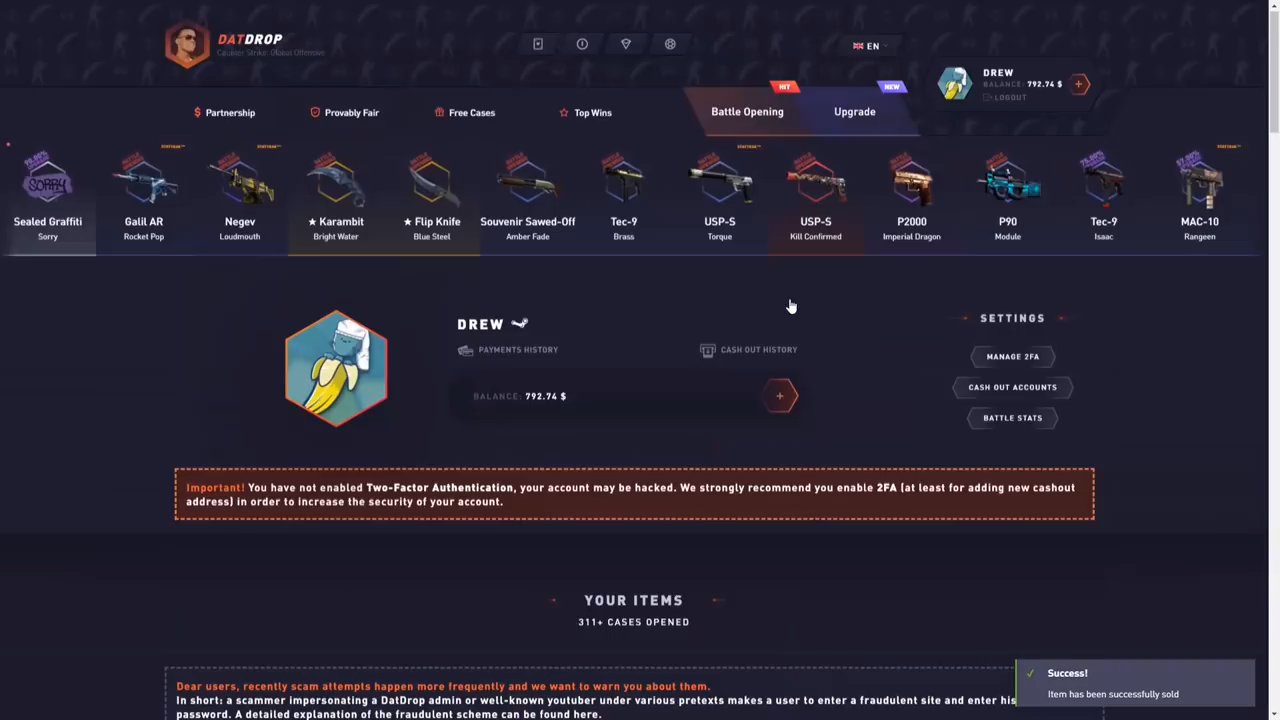 DATDROP
Counter Strike: Global Offensive
EN
DREW
BALANCE: 792.74 $
LOGOUT
HIT
NEW
Partnership
Provably Fair
Free Cases
Top Wins
Battle Opening
Upgrade
SORRY
Sealed Graffiti
Sorry
Galil AR
Rocket Pop
Negev
Loudmouth
★ Karambit
Bright Water
★ Flip Knife
Blue Steel
Souvenir Sawed-Off
Amber Fade
Tec-9
Brass
USP-S
Torque
USP-S
Kill Confirmed
P2000
Imperial Dragon
P90
Module
Tec-9
Isaac
MAC-10
Rangeen
DREW
PAYMENTS HISTORY
CASH OUT HISTORY
BALANCE: 792.74 $
SETTINGS
MANAGE 2FA
CASH OUT ACCOUNTS
BATTLE STATS
Important! You have not enabled Two-Factor Authentication, your account may be hacked. We strongly recommend you enable 2FA (at least for adding new cashout
address) in order to increase the security of your account.
YOUR ITEMS
311+ CASES OPENED
Dear users, recently scam attempts happen more frequently and we want to warn you about them.
In short: a scammer impersonating a DatDrop admin or well-known youtuber under various pretexts makes a user to enter a fraudulent site and enter his
password. A detailed explanation of the fraudulent scheme can be found here.
Success!
Item has been successfully sold